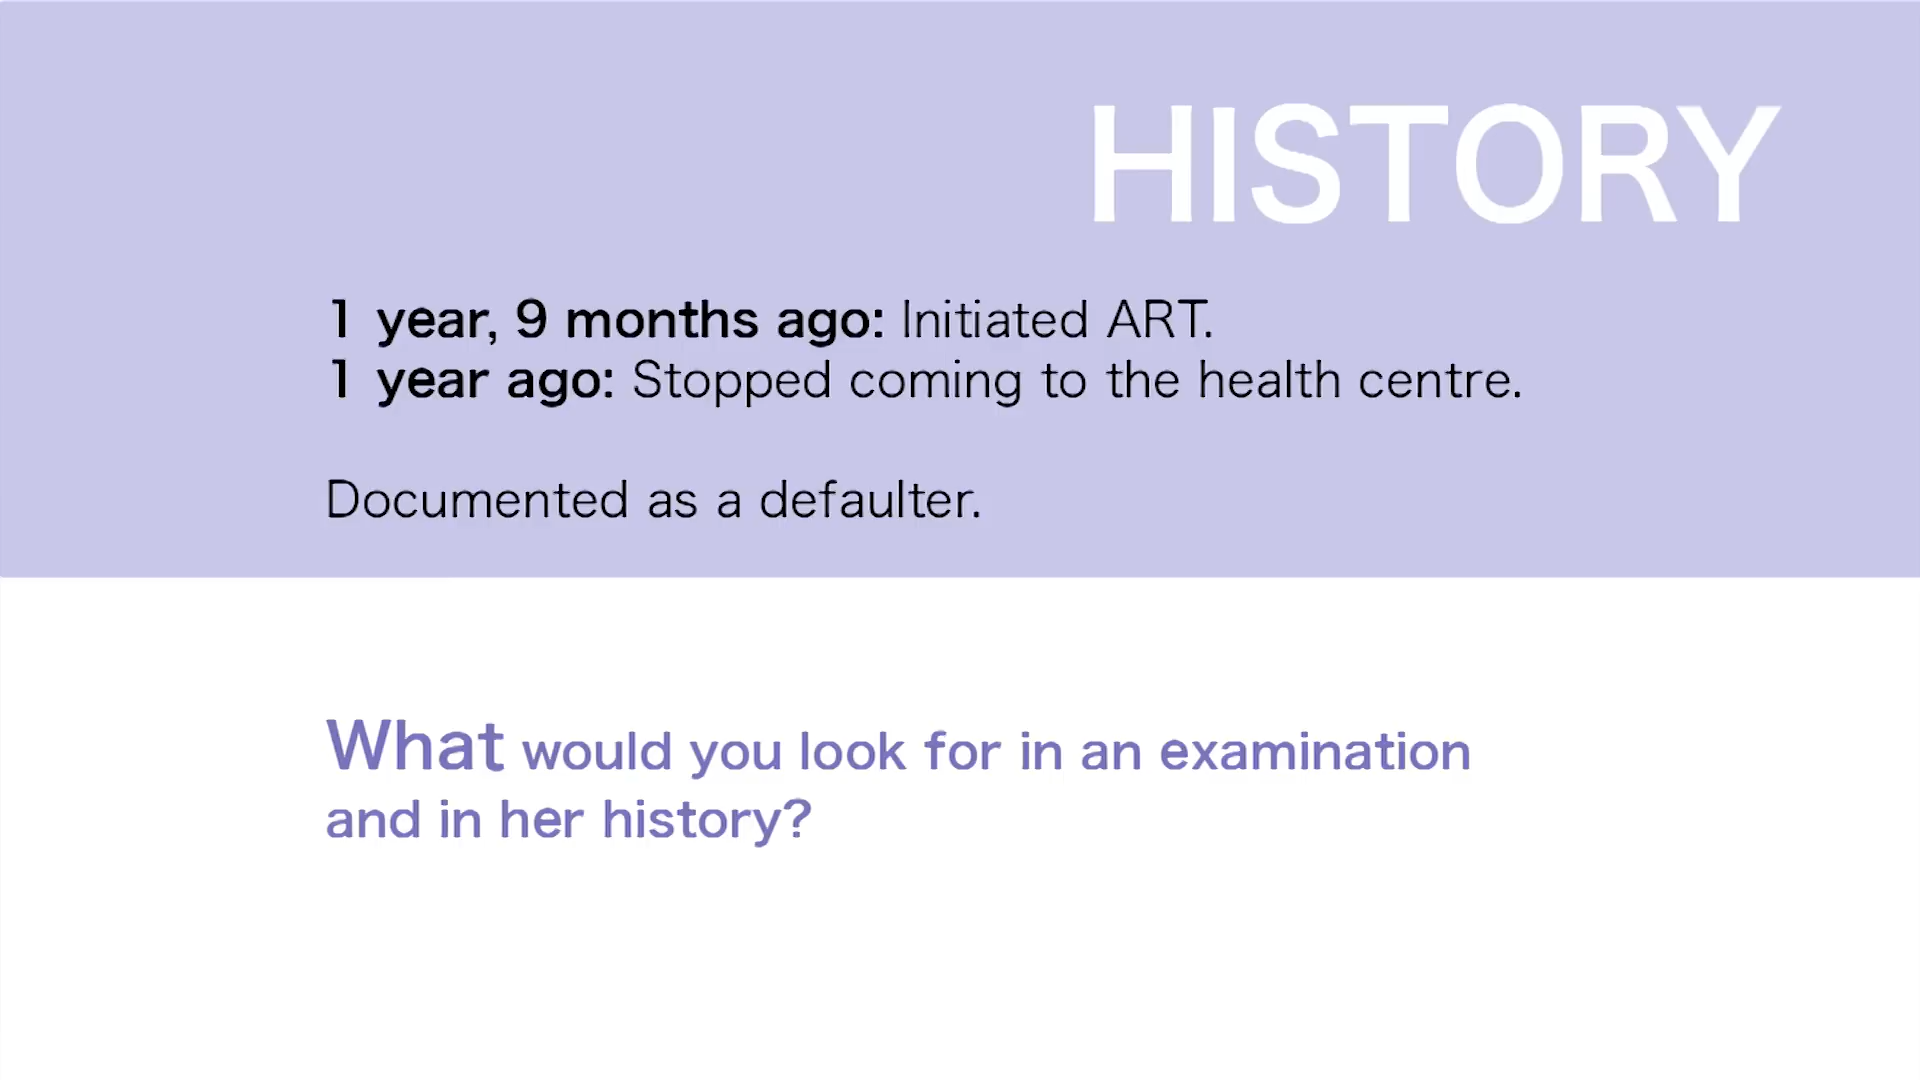 HISTORY
1 year, 9 months ago: Initiated ART.
1 year ago: Stopped coming to the health centre.
Documented as a defaulter.
What would you look for in an examination
and in her history?